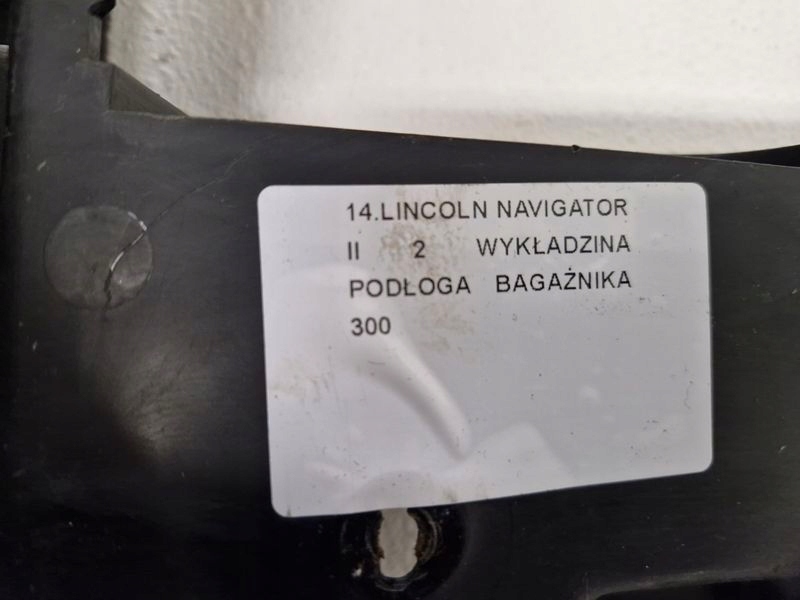 14.LINCOLN NAVIGATOR
II 2 WYKŁADZINA
PODŁOGA BAGAŻNIKA
300